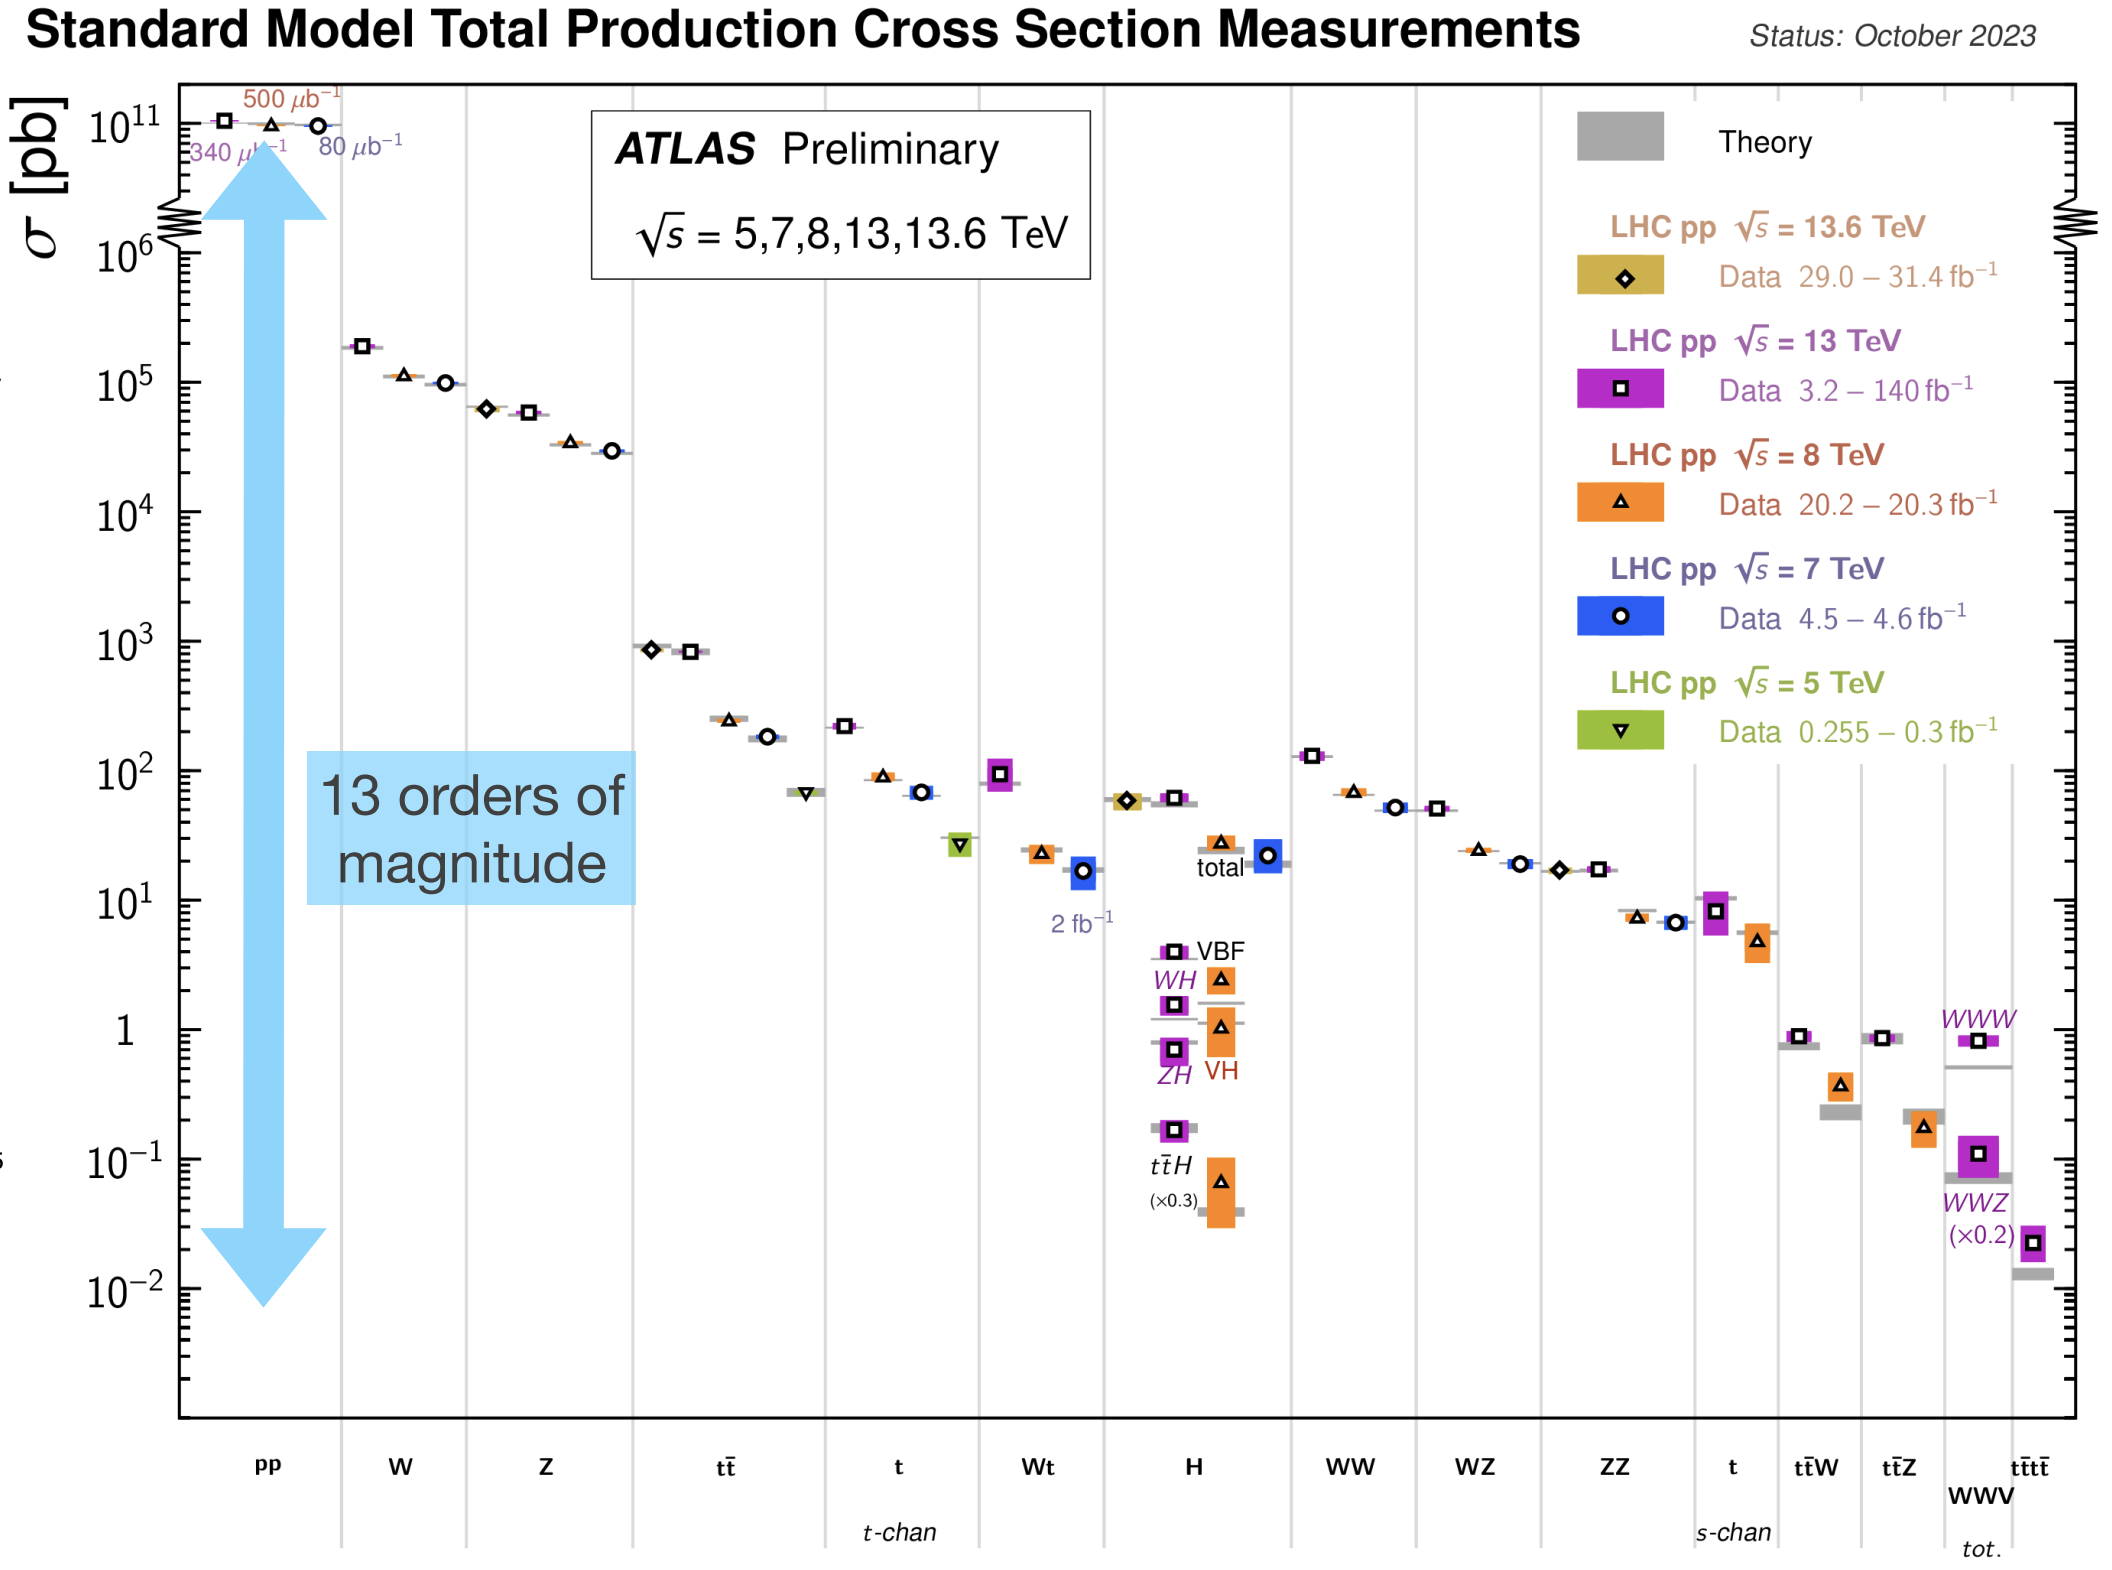 Standard Model Total Production Cross Section Measurements
Status: October 2023
σ [pb]
10¹¹
10⁶
10⁵
10⁴
10³
10²
10¹
1
10⁻¹
10⁻²
500 μb⁻¹
340 μb⁻¹
80 μb⁻¹
ATLAS Preliminary
√s = 5,7,8,13,13.6 TeV
Theory
LHC pp √s = 13.6 TeV
Data 29.0 – 31.4 fb⁻¹
LHC pp √s = 13 TeV
Data 3.2 – 140 fb⁻¹
LHC pp √s = 8 TeV
Data 20.2 – 20.3 fb⁻¹
LHC pp √s = 7 TeV
Data 4.5 – 4.6 fb⁻¹
LHC pp √s = 5 TeV
Data 0.255 – 0.3 fb⁻¹
13 orders of
magnitude
2 fb⁻¹
total
VBF
WH
ZH
VH
tt̄H
(×0.3)
WWW
WWZ
(×0.2)
pp
W
Z
tt̄
t
t-chan
Wt
H
WW
WZ
ZZ
t
s-chan
tt̄W
tt̄Z
WWV
tot.
tt̄tt̄